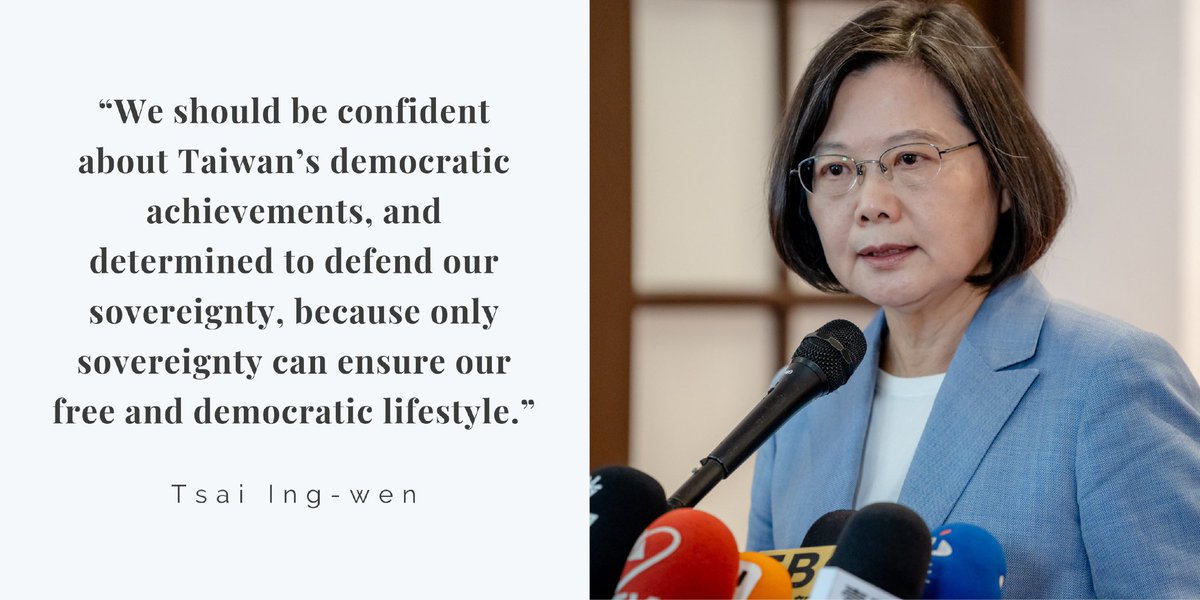 “We should be confident
about Taiwan’s democratic
achievements, and
determined to defend our
sovereignty, because only
sovereignty can ensure our
free and democratic lifestyle.”
Tsai Ing-wen